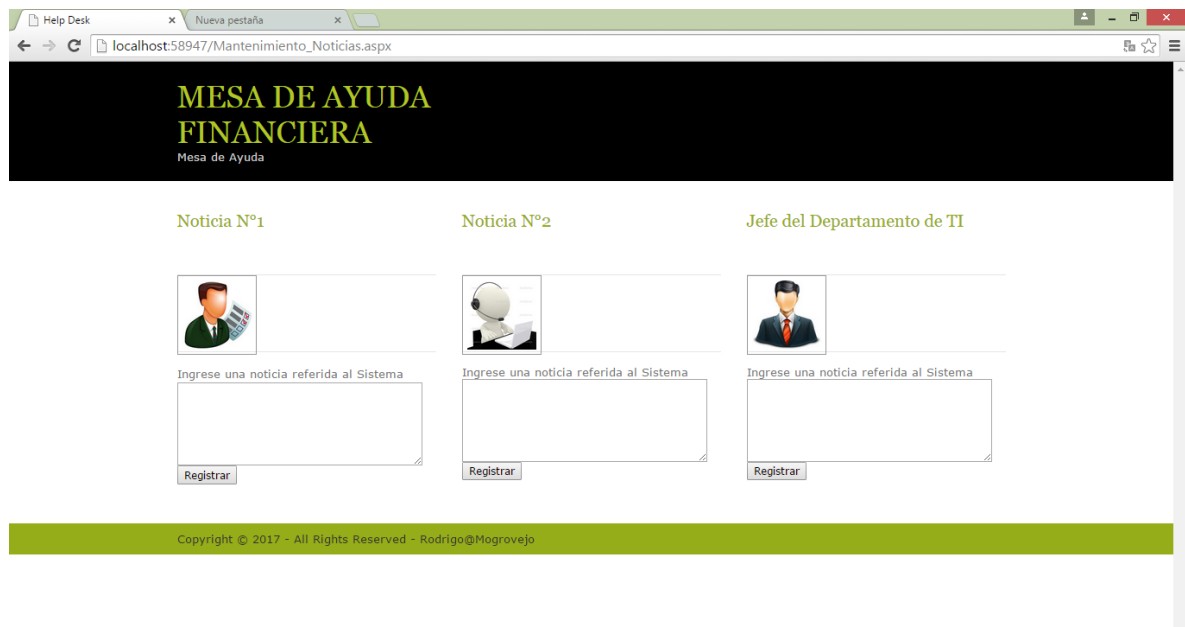 Help Desk
Nueva pestaña
localhost:58947/Mantenimiento_Noticias.aspx
MESA DE AYUDA
FINANCIERA
Mesa de Ayuda
Noticia N°1
Noticia N°2
Jefe del Departamento de TI
Ingrese una noticia referida al Sistema
Ingrese una noticia referida al Sistema
Ingrese una noticia referida al Sistema
Registrar
Registrar
Registrar
Copyright © 2017 - All Rights Reserved - Rodrigo@Mogrovejo